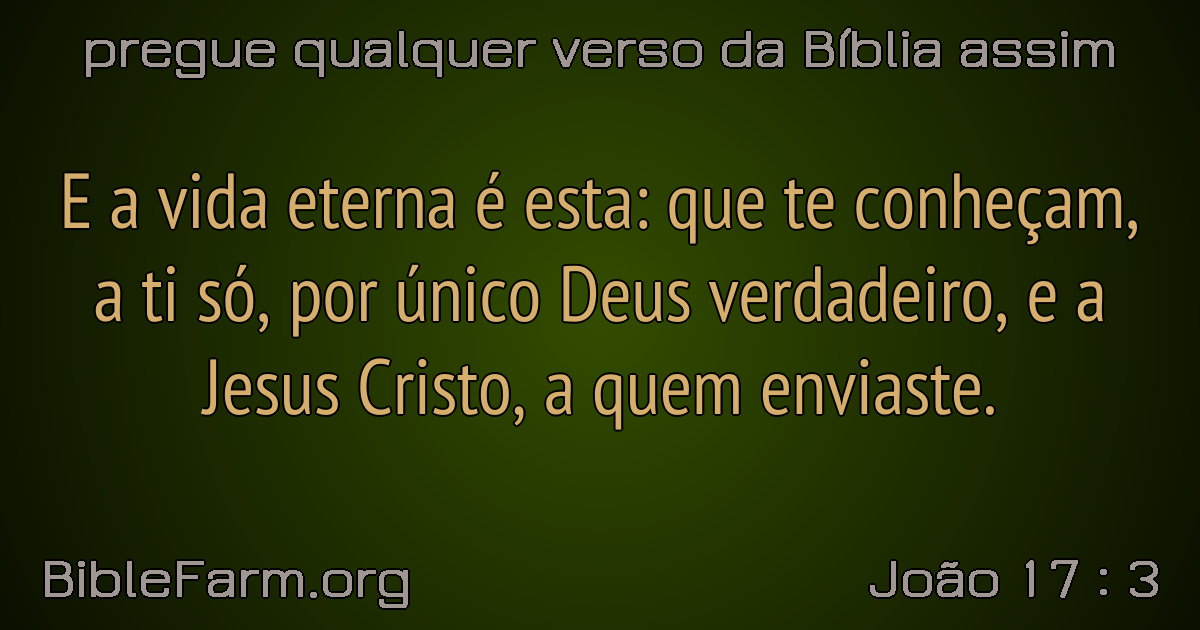 pregue qualquer verso da Bíblia assim
E a vida eterna é esta: que te conheçam,
a ti só, por único Deus verdadeiro, e a
Jesus Cristo, a quem enviaste.
BibleFarm.org
João 17 : 3